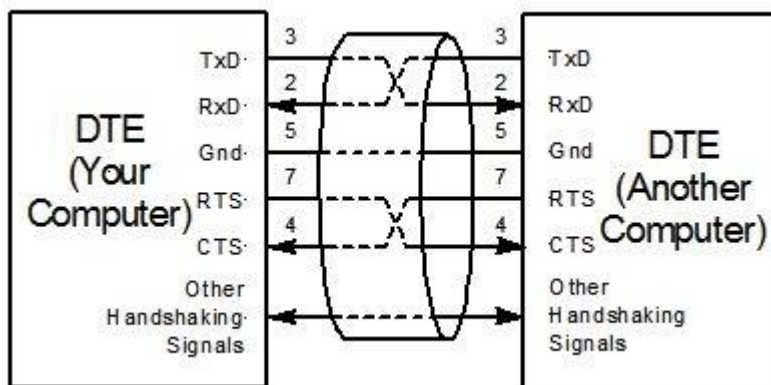 DTE
(Your
Computer)
TxD
RxD
Gnd
RTS
CTS
Other
Handshaking
Signals
3
2
5
7
4
3
2
5
7
4
TxD
RxD
Gnd
RTS
CTS
Other
Handshaking
Signals
DTE
(Another
Computer)